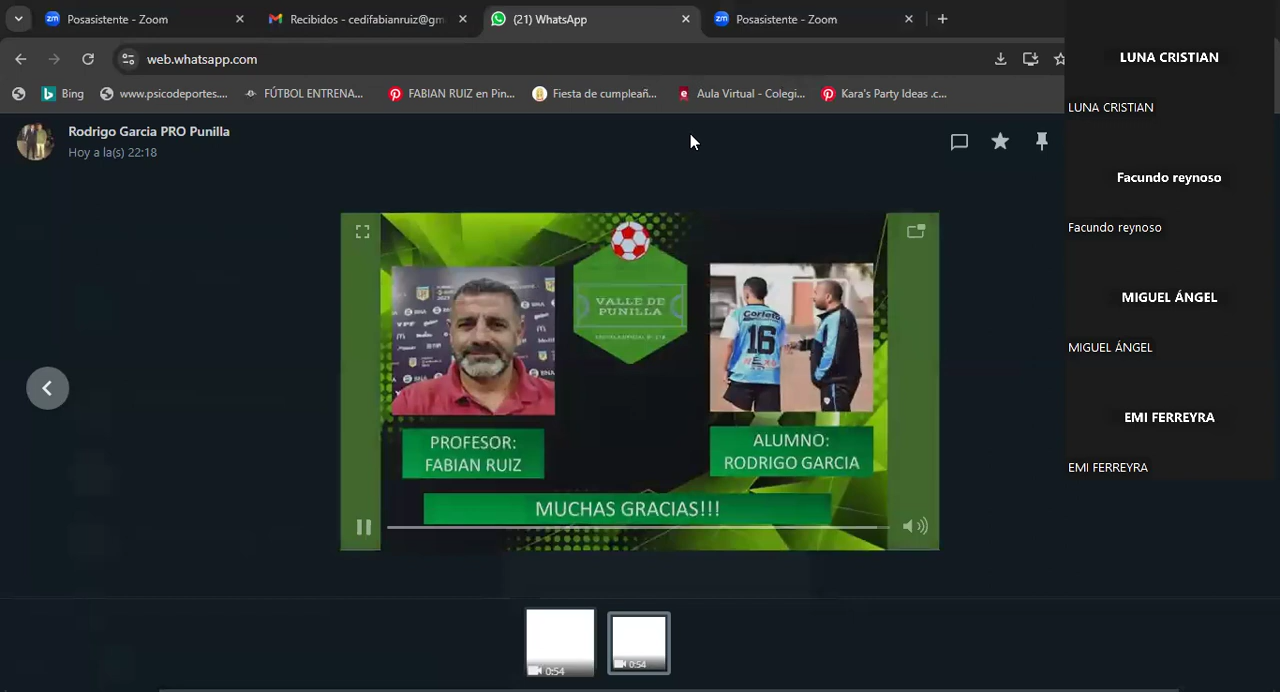 Posasistente - Zoom
Recibidos - cedifabianruiz@gm
(21) WhatsApp
Posasistente - Zoom
web.whatsapp.com
Bing
www.psicodeportes....
FÚTBOL ENTRENA...
FABIAN RUIZ en Pin...
Fiesta de cumpleañ...
Aula Virtual - Colegi...
Kara's Party Ideas .c...
Rodrigo Garcia PRO Punilla
Hoy a la(s) 22:18
LUNA CRISTIAN
LUNA CRISTIAN
Facundo reynoso
Facundo reynoso
MIGUEL ÁNGEL
MIGUEL ÁNGEL
EMI FERREYRA
EMI FERREYRA
VALLE DE
PUNILLA
Corleto
16
PROFESOR:
FABIAN RUIZ
ALUMNO:
RODRIGO GARCIA
MUCHAS GRACIAS!!!
0:54
0:54